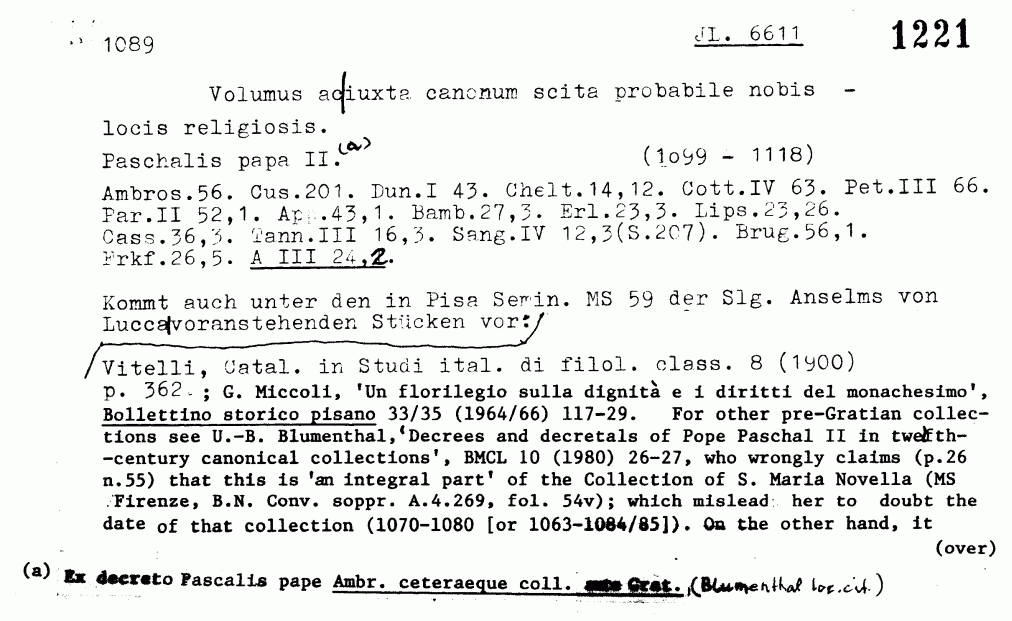 1089 JL. 6611 1221
Volumus ac iuxta canonum scita probabile nobis -
locis religiosis.
Paschalis papa II.(a) (1099 - 1118)
Ambros.56. Cus.201. Dun.I 43. Chelt.14,12. Cott.IV 63. Pet.III 66.
Par.II 52,1. Ap .43,1. Bamb.27,3. Erl.23,3. Lips.23,26.
Cass.36,3. Tann.III 16,3. Sang.IV 12,3(S.207). Brug.56,1.
Frkf.26,5. A III 24,2.
Kommt auch unter den in Pisa Semin. MS 59 der Slg. Anselms von
Lucca voranstehenden Stücken vor:
Vitelli, Catal. in Studi ital. di filol. class. 8 (1900)
p. 362 ; G. Miccoli, 'Un florilegio sulla dignità e i diritti del monachesimo',
Bollettino storico pisano 33/35 (1964/66) 117-29. For other pre-Gratian collec-
tions see U.-B. Blumenthal, 'Decrees and decretals of Pope Paschal II in twelfth-
-century canonical collections', BMCL 10 (1980) 26-27, who wrongly claims (p.26
n.55) that this is 'an integral part' of the Collection of S. Maria Novella (MS
Firenze, B.N. Conv. soppr. A.4.269, fol. 54v); which mislead her to doubt the
date of that collection (1070-1080 [or 1063-1084/85]). On the other hand, it
(over)
(a) Ex decreto Pascalis pape Ambr. ceteraeque coll. ante Grat. (Blumenthal loc.cit.)